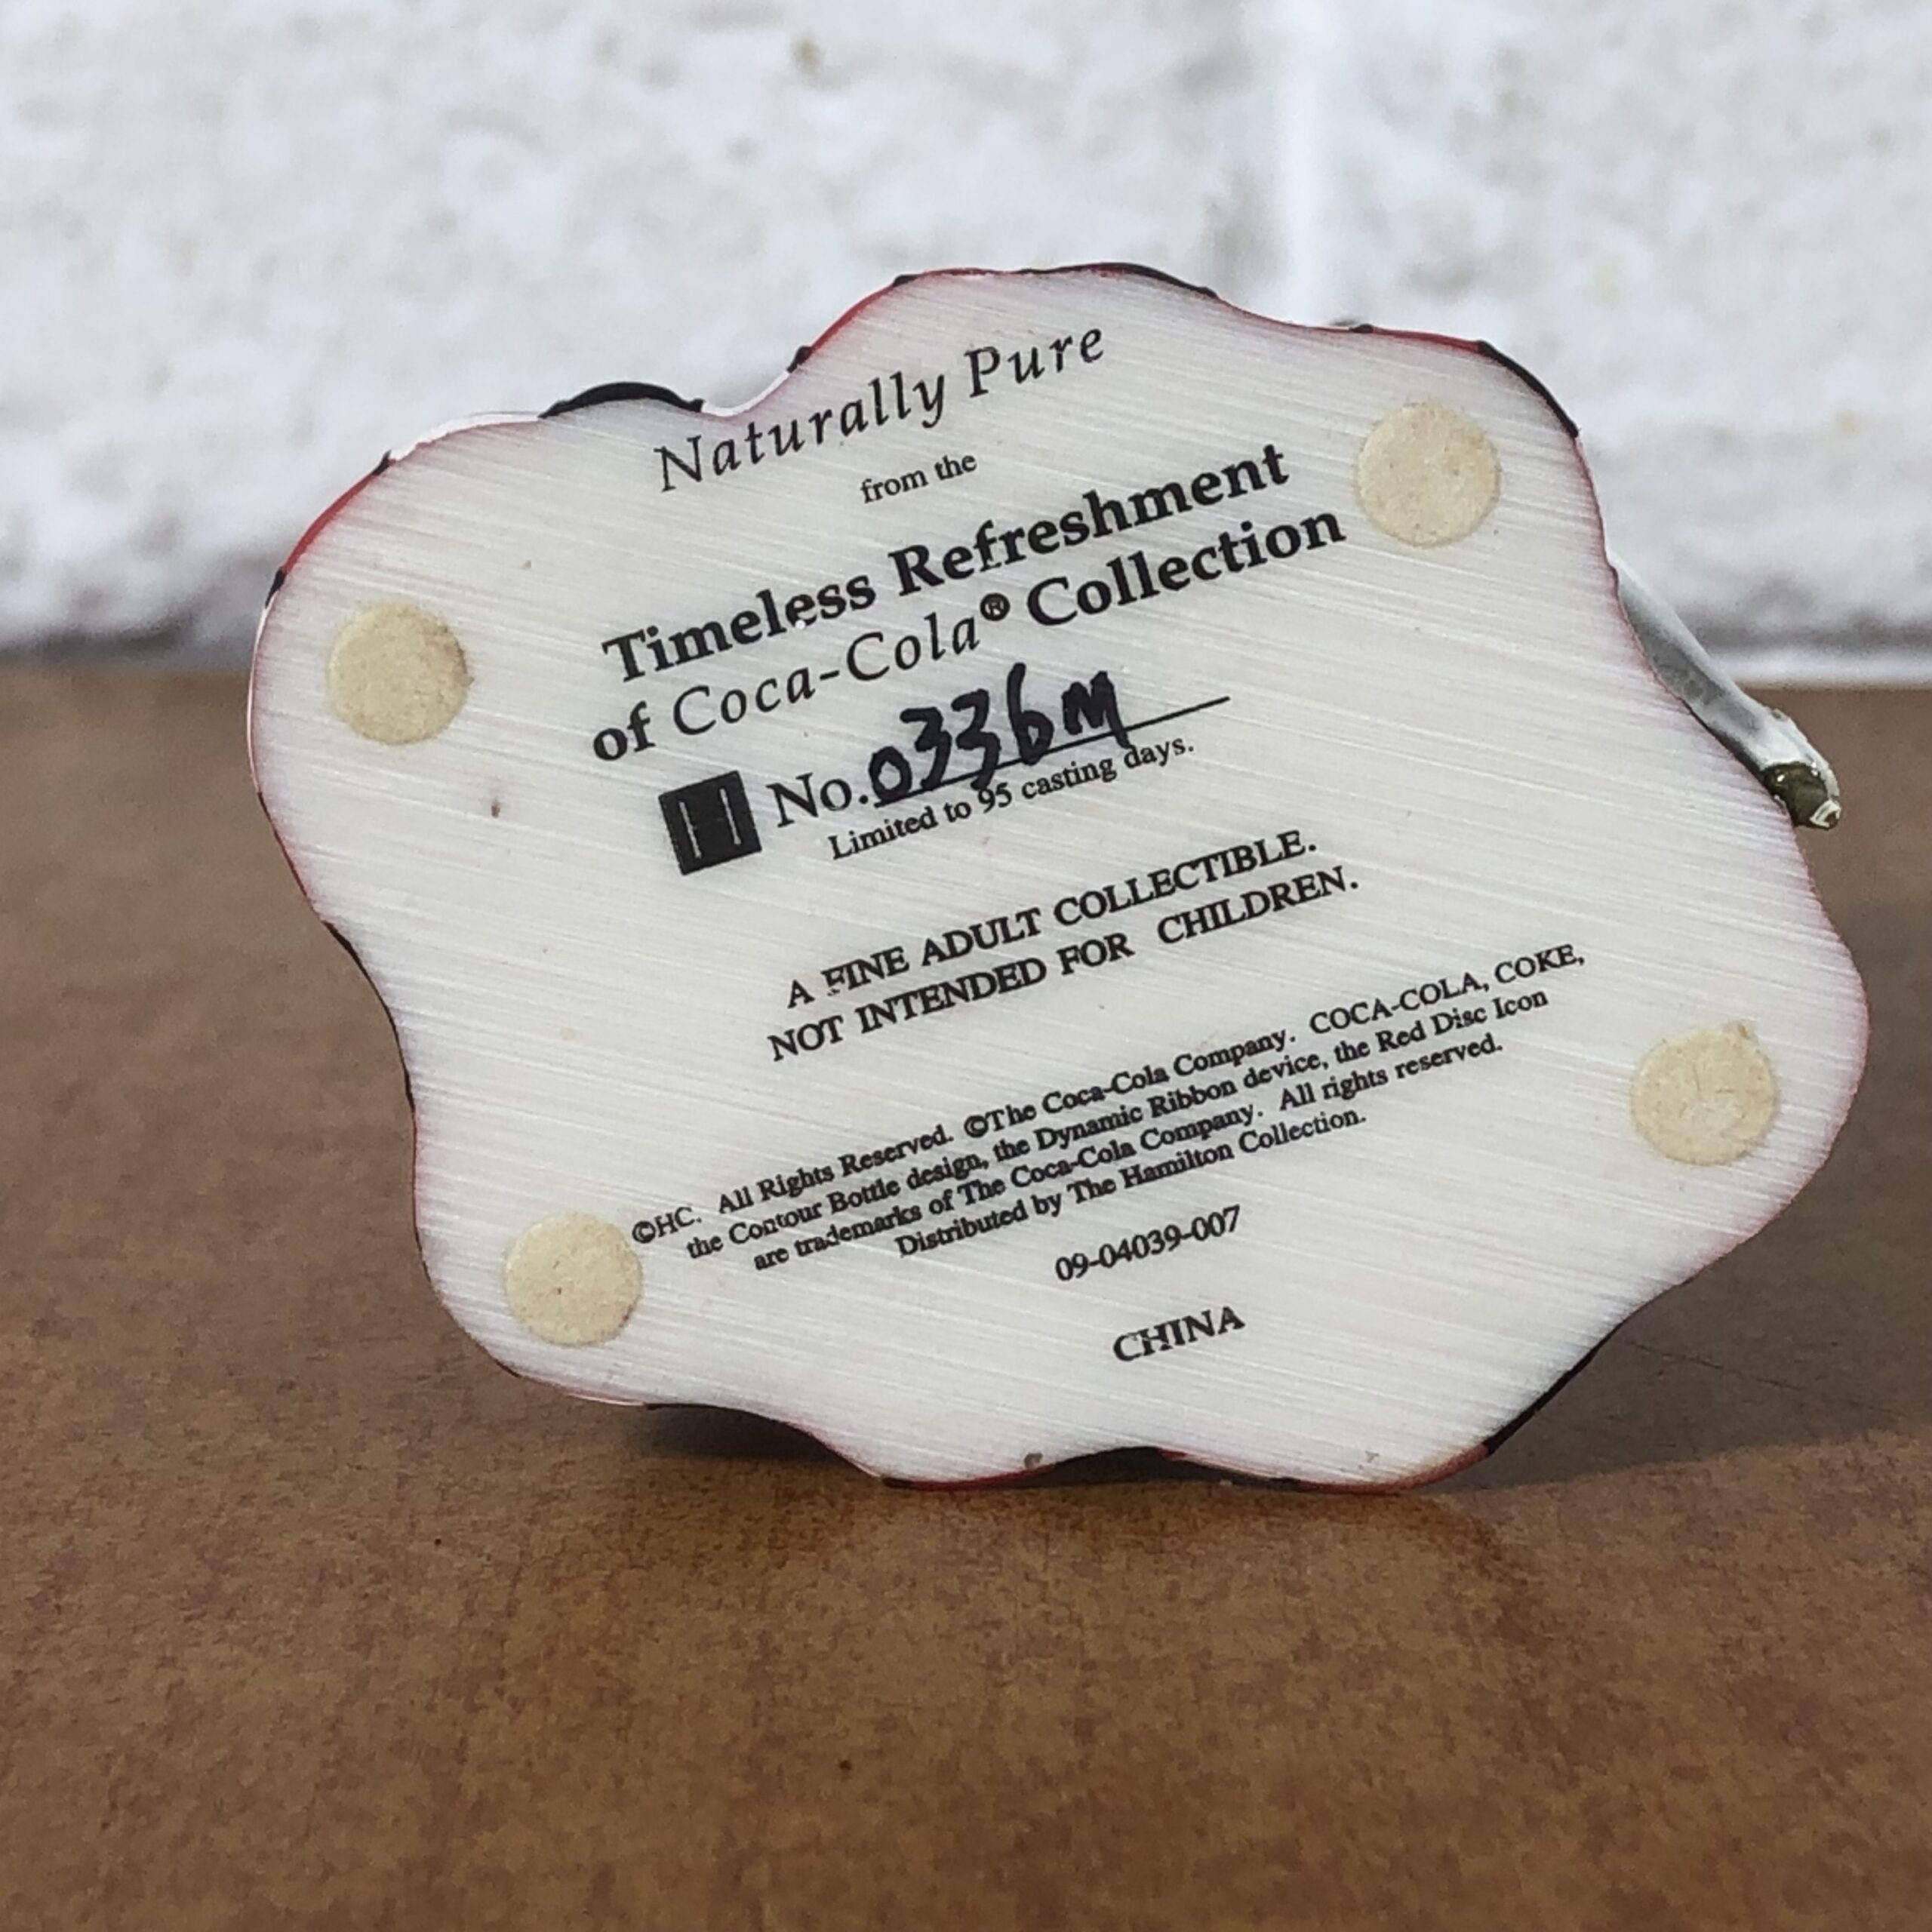 Naturally Pure
from the
Timeless Refreshment
of Coca-Cola® Collection
H No. 0336M
Limited to 95 casting days.
A FINE ADULT COLLECTIBLE.
NOT INTENDED FOR CHILDREN.
©HC. All Rights Reserved. ©The Coca-Cola Company. COCA-COLA, COKE,
the Contour Bottle design, the Dynamic Ribbon device, the Red Disc Icon
are trademarks of The Coca-Cola Company. All rights reserved.
Distributed by The Hamilton Collection.
09-04039-007
CHINA